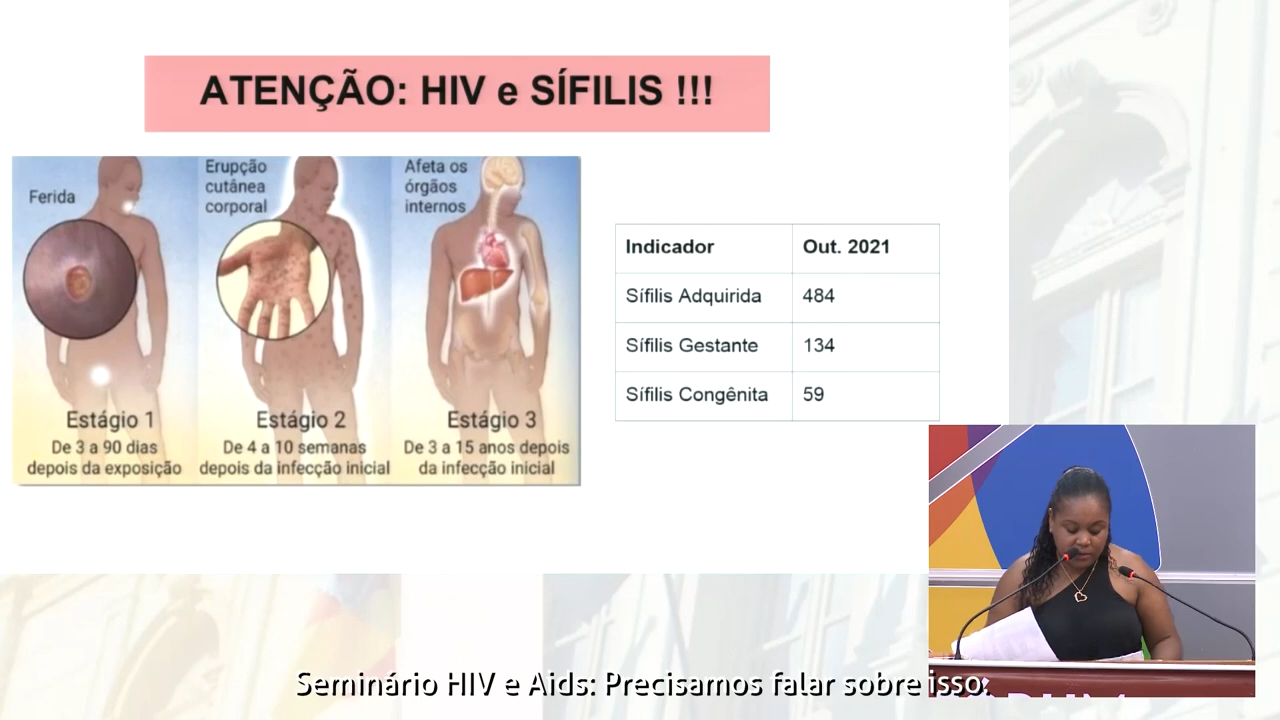 ATENÇÃO: HIV e SÍFILIS !!!
Ferida
Erupção
cutânea
corporal
Afeta os
órgãos
internos
Estágio 1
De 3 a 90 dias
depois da exposição
Estágio 2
De 4 a 10 semanas
depois da infecção inicial
Estágio 3
De 3 a 15 anos depois
da infecção inicial
Indicador Out. 2021
Sífilis Adquirida 484
Sífilis Gestante 134
Sífilis Congênita 59
Seminário HIV e Aids: Precisamos falar sobre isso.